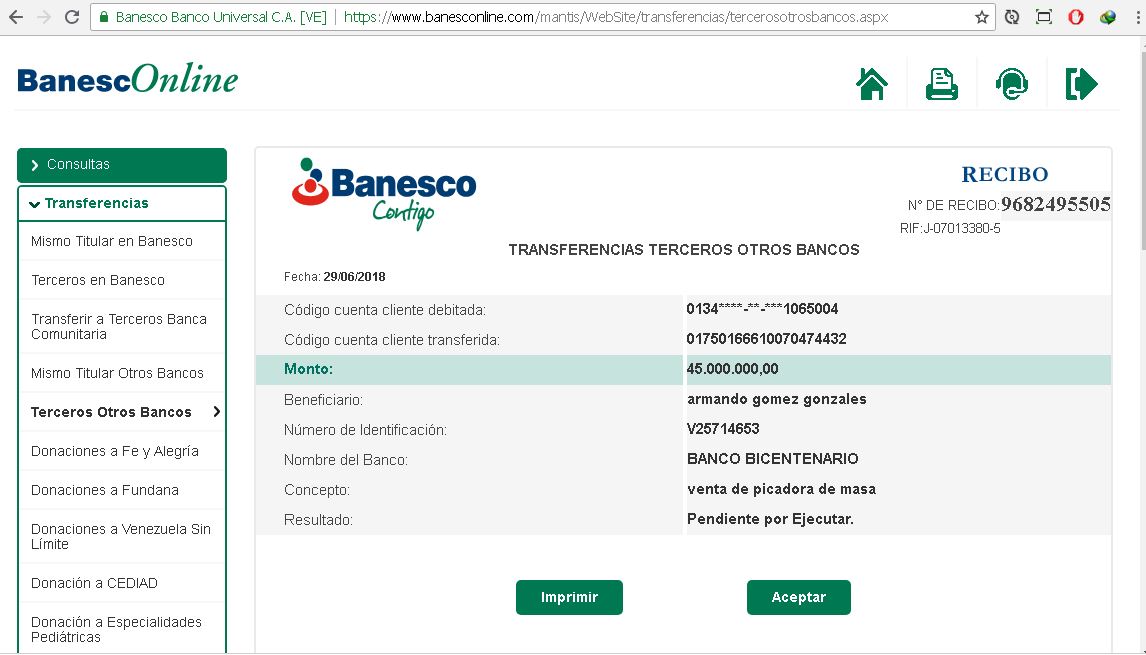 Banesco Banco Universal C.A. [VE] | https://www.banesconline.com/mantis/WebSite/transferencias/tercerosotrosbancos.aspx
BanescOnline
Consultas
Transferencias
Mismo Titular en Banesco
Terceros en Banesco
Transferir a Terceros Banca
Comunitaria
Mismo Titular Otros Bancos
Terceros Otros Bancos
Donaciones a Fe y Alegría
Donaciones a Fundana
Donaciones a Venezuela Sin
Límite
Donación a CEDIAD
Donación a Especialidades
Pediátricas
Banesco
Contigo
RECIBO
N° DE RECIBO: 9682495505
RIF:J-07013380-5
TRANSFERENCIAS TERCEROS OTROS BANCOS
Fecha: 29/06/2018
Código cuenta cliente debitada: 0134****-**-***1065004
Código cuenta cliente transferida: 01750166610070474432
Monto: 45.000.000,00
Beneficiario: armando gomez gonzales
Número de Identificación: V25714653
Nombre del Banco: BANCO BICENTENARIO
Concepto: venta de picadora de masa
Resultado: Pendiente por Ejecutar.
Imprimir Aceptar